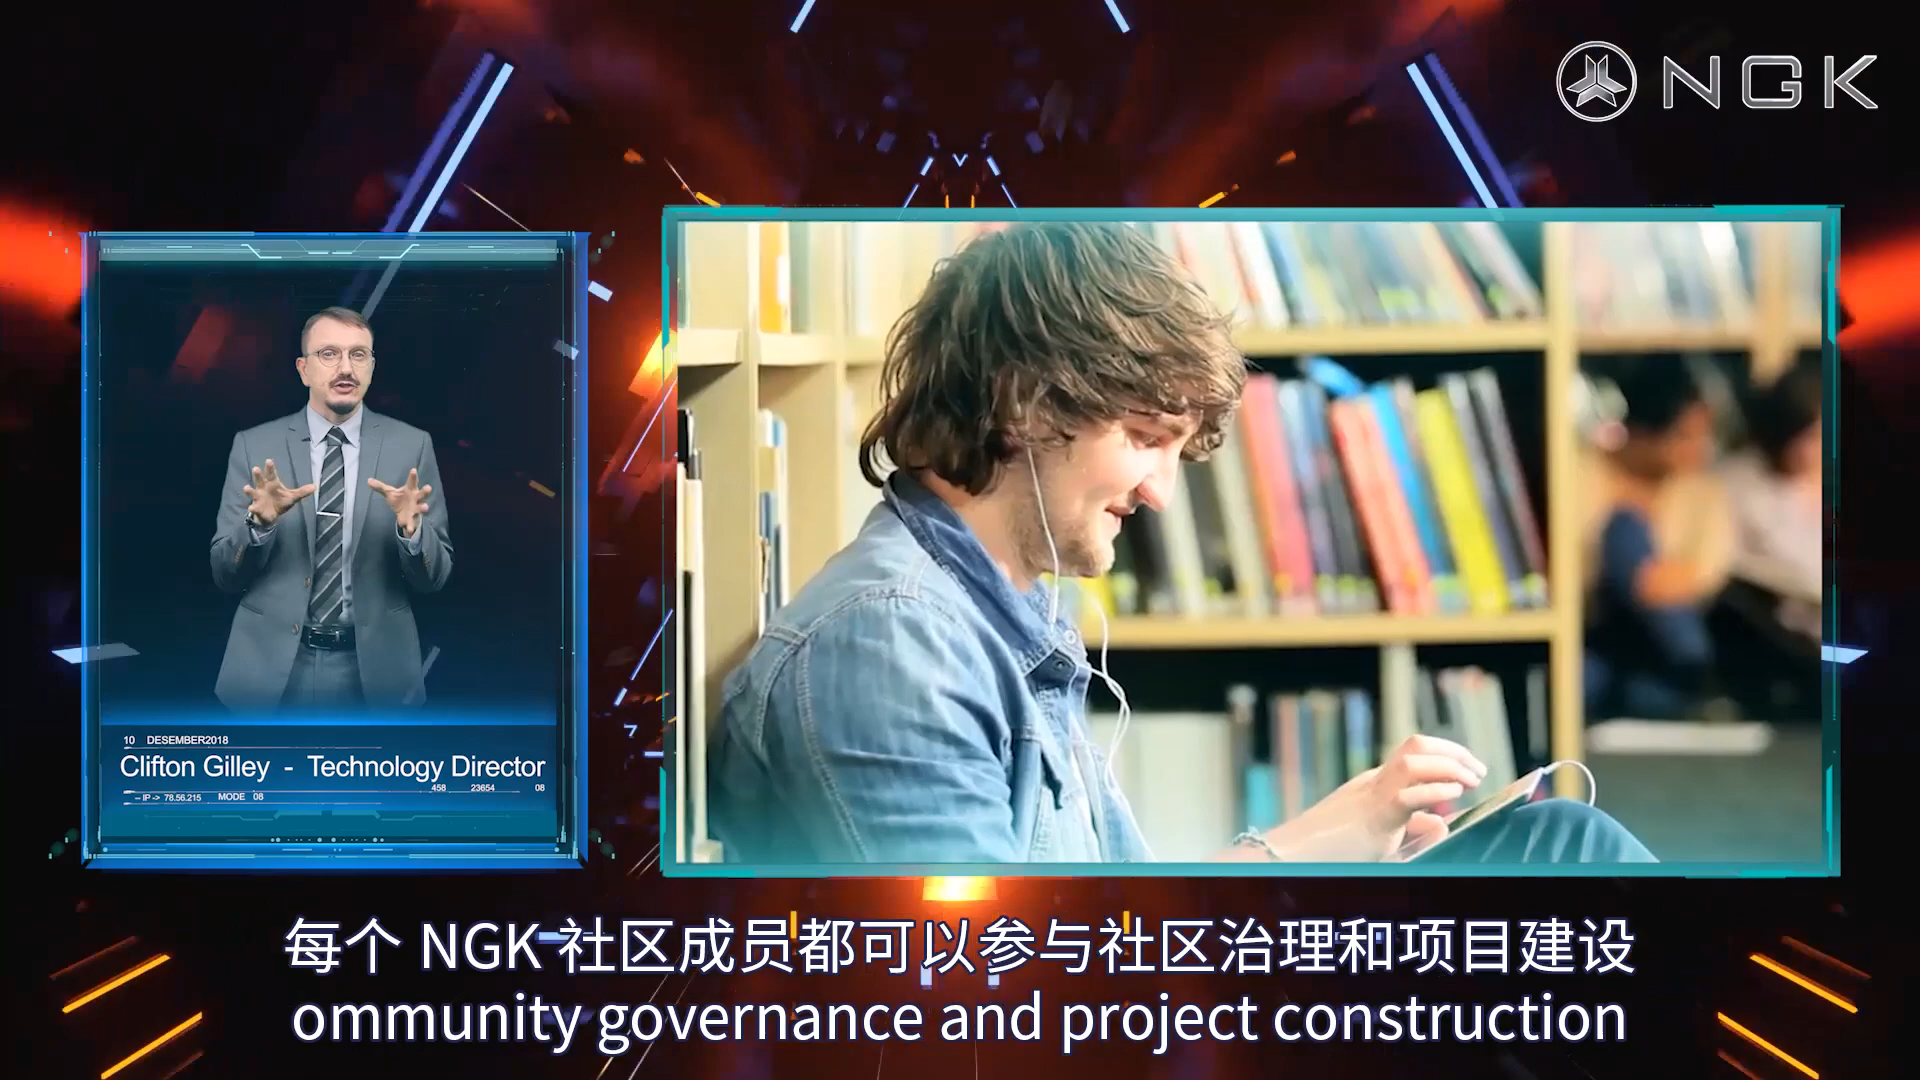 NGK
10 DESEMBER2018
Clifton Gilley - Technology Director
458 23654 08
-- IP -> 78.56.215 MODE 08
每个 NGK 社区成员都可以参与社区治理和项目建设
ommunity governance and project construction